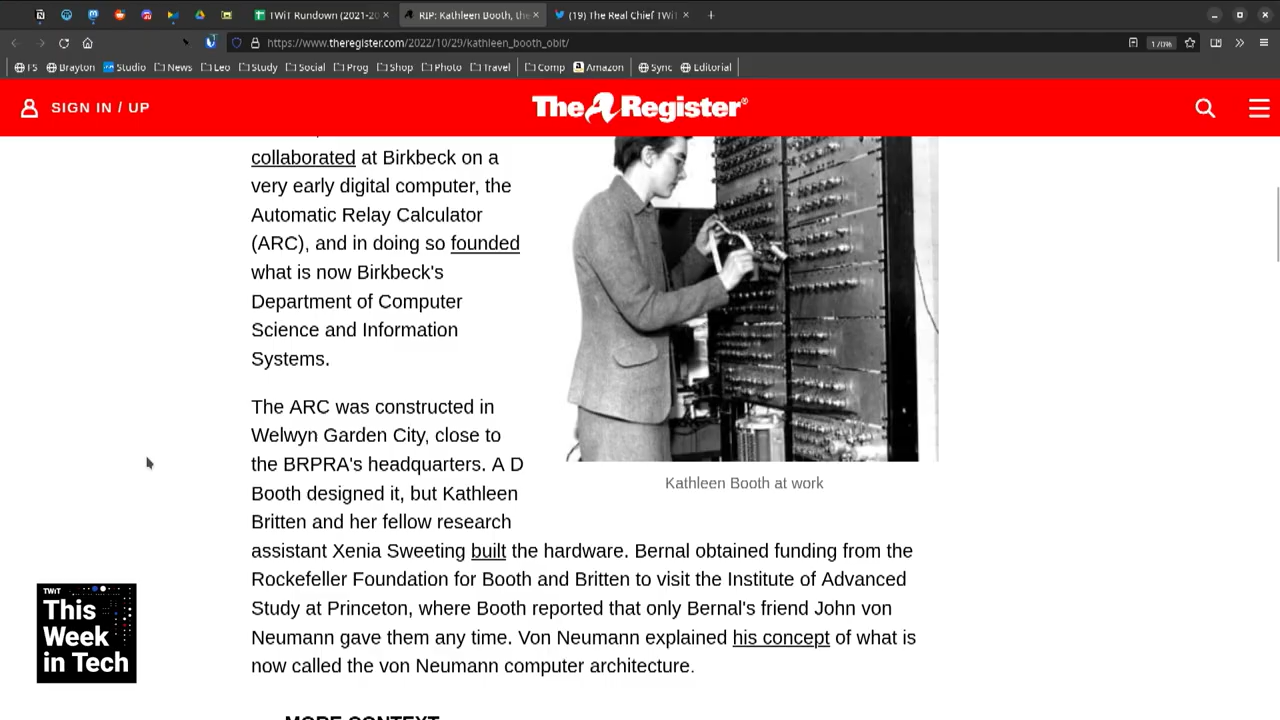 TWiT Rundown (2021-20
RIP: Kathleen Booth, the
(19) The Real Chief TWiT
https://www.theregister.com/2022/10/29/kathleen_booth_obit/
170%
TS Brayton Studio News Leo Study Social Prog Shop Photo Travel Comp Amazon Sync Editorial
SIGN IN / UP
The Register®
collaborated at Birkbeck on a
very early digital computer, the
Automatic Relay Calculator
(ARC), and in doing so founded
what is now Birkbeck's
Department of Computer
Science and Information
Systems.
Kathleen Booth at work
The ARC was constructed in
Welwyn Garden City, close to
the BRPRA's headquarters. A D
Booth designed it, but Kathleen
Britten and her fellow research
assistant Xenia Sweeting built the hardware. Bernal obtained funding from the
Rockefeller Foundation for Booth and Britten to visit the Institute of Advanced
Study at Princeton, where Booth reported that only Bernal's friend John von
Neumann gave them any time. Von Neumann explained his concept of what is
now called the von Neumann computer architecture.
TWiT
This
Week
in Tech
MORE CONTEXT